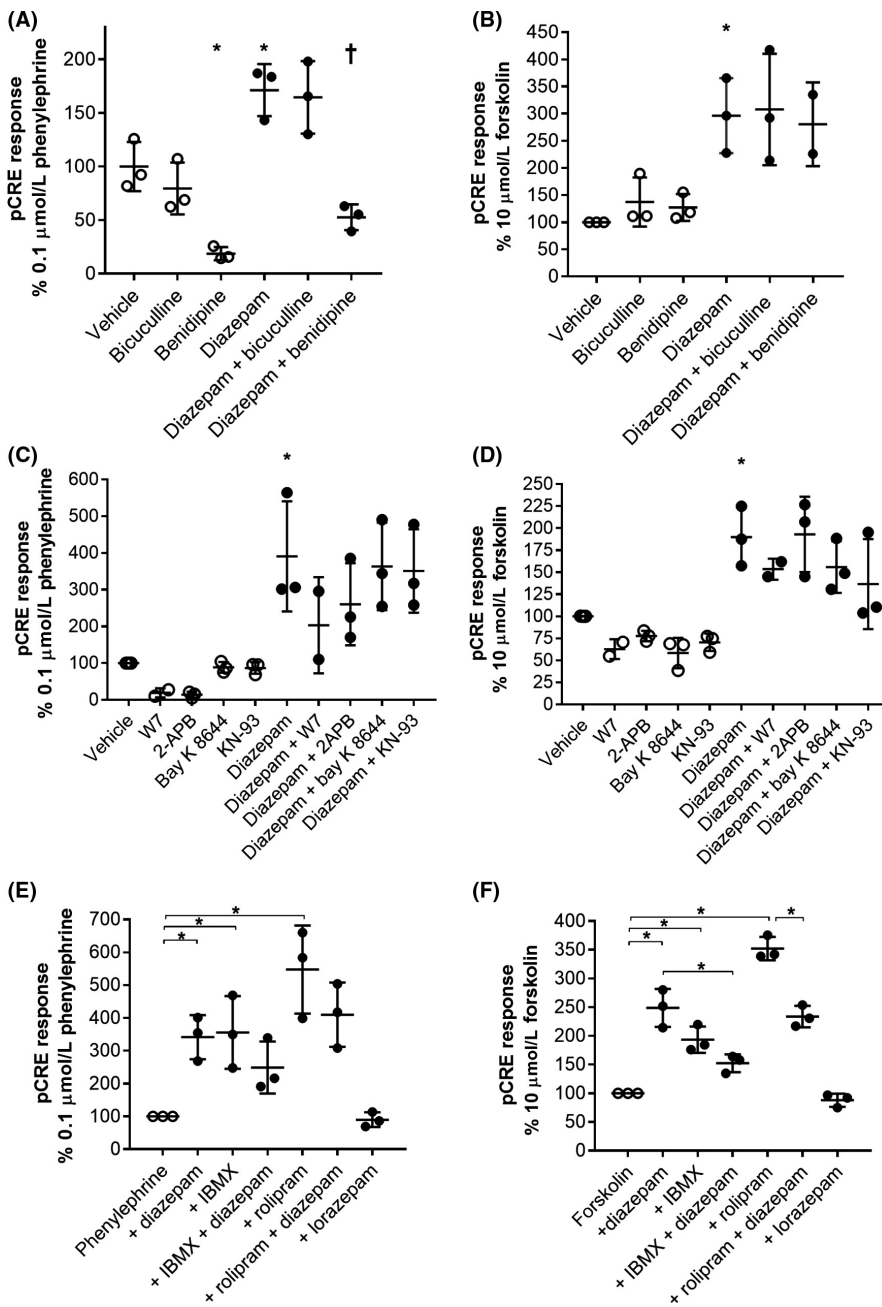 (A)
pCRE response
% 0.1 μmol/L phenylephrine
200
150
100
50
0
* * †
Vehicle
Bicuculline
Benidipine
Diazepam
Diazepam + bicuculline
Diazepam + benidipine
(B)
pCRE response
% 10 μmol/L forskolin
450
400
350
300
250
200
150
100
50
0
*
Vehicle
Bicuculline
Benidipine
Diazepam
Diazepam + bicuculline
Diazepam + benidipine
(C)
pCRE response
% 0.1 μmol/L phenylephrine
600
500
400
300
200
100
0
*
Vehicle
W7
2-APB
Bay K 8644
KN-93
Diazepam
Diazepam + W7
Diazepam + 2APB
Diazepam + bay K 8644
Diazepam + KN-93
(D)
pCRE response
% 10 μmol/L forskolin
250
225
200
175
150
125
100
75
50
25
0
*
Vehicle
W7
2-APB
Bay K 8644
KN-93
Diazepam
Diazepam + W7
Diazepam + 2APB
Diazepam + bay K 8644
Diazepam + KN-93
(E)
pCRE response
% 0.1 μmol/L phenylephrine
700
600
500
400
300
200
100
0
*
*
*
Phenylephrine
+ diazepam
+ IBMX
+ IBMX + diazepam
+ rolipram
+ rolipram + diazepam
+ lorazepam
(F)
pCRE response
% 10 μmol/L forskolin
400
350
300
250
200
150
100
50
0
* *
*
*
*
Forskolin
+diazepam
+ IBMX
+ IBMX + diazepam
+ rolipram
+ rolipram + diazepam
+ lorazepam